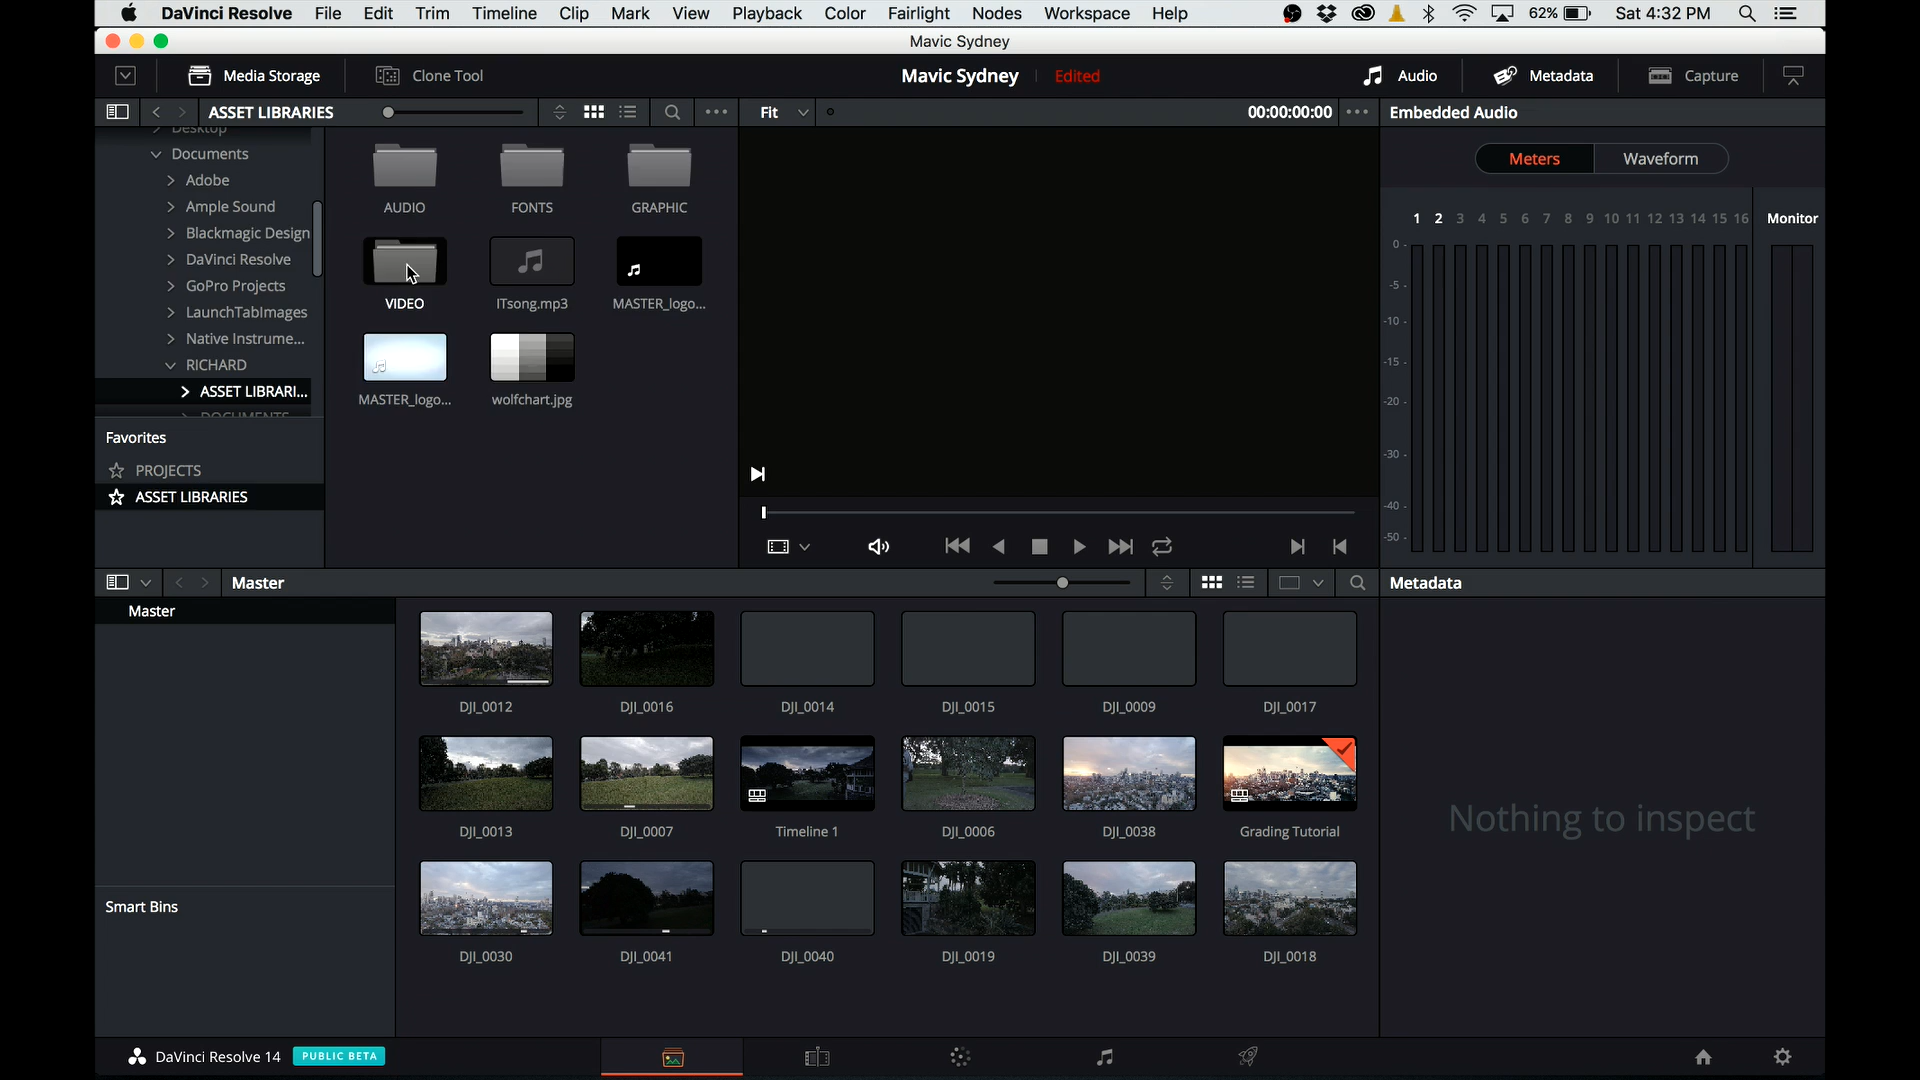 DaVinci Resolve File Edit Trim Timeline Clip Mark View Playback Color Fairlight Nodes Workspace Help 62% Sat 4:32 PM
Mavic Sydney
Media Storage Clone Tool Mavic Sydney Edited Audio Metadata Capture
ASSET LIBRARIES Fit 00:00:00:00 Embedded Audio
Desktop
Documents
Adobe
Ample Sound
Blackmagic Design
DaVinci Resolve
GoPro Projects
LaunchTabImages
Native Instrume...
RICHARD
ASSET LIBRARI...
DOCUMENTS
Favorites
PROJECTS
ASSET LIBRARIES
AUDIO FONTS GRAPHIC
VIDEO ITsong.mp3 MASTER_logo...
MASTER_logo... wolfchart.jpg
Meters Waveform
1 2 3 4 5 6 7 8 9 10 11 12 13 14 15 16 Monitor
0
-5
-10
-15
-20
-30
-40
-50
Master Metadata
Master
Smart Bins
DJI_0012 DJI_0016 DJI_0014 DJI_0015 DJI_0009 DJI_0017
DJI_0013 DJI_0007 Timeline 1 DJI_0006 DJI_0038 Grading Tutorial
DJI_0030 DJI_0041 DJI_0040 DJI_0019 DJI_0039 DJI_0018
Nothing to inspect
DaVinci Resolve 14 PUBLIC BETA